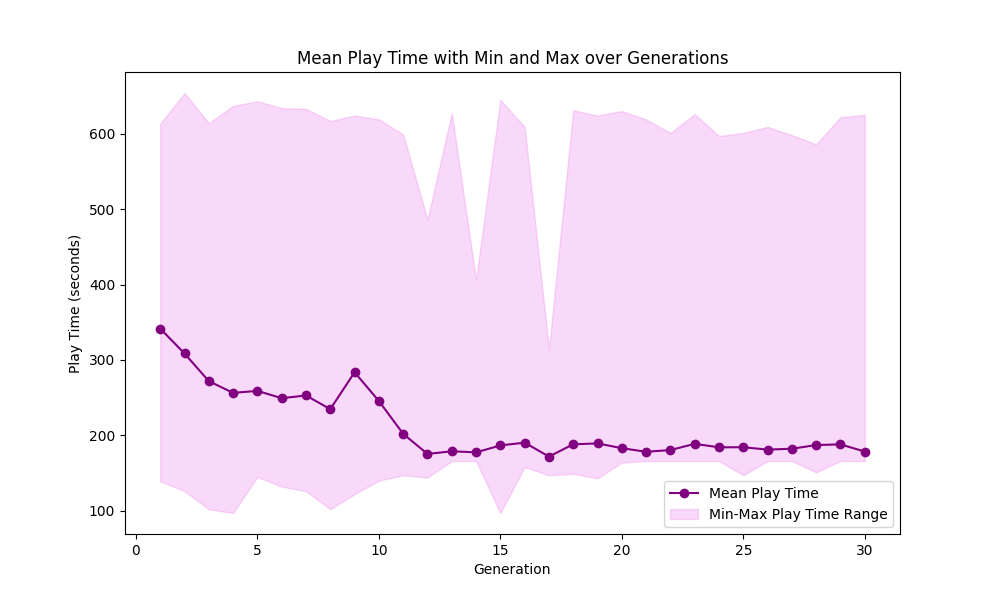 Mean Play Time with Min and Max over Generations
Play Time (seconds)
600
500
400
300
200
100
Mean Play Time
Min-Max Play Time Range
0 5 10 15 20 25 30
Generation